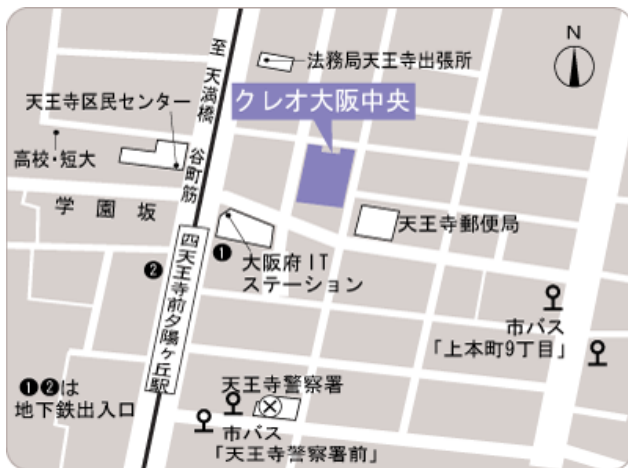 至 天満橋
谷町筋
法務局天王寺出張所
N
クレオ大阪中央
天王寺区民センター
高校・短大
学園坂
天王寺郵便局
❶
大阪府IT
ステーション
❷
四天王寺前夕陽ヶ丘駅
市バス
「上本町9丁目」
❶❷は
地下鉄出入口
天王寺警察署
市バス
「天王寺警察署前」